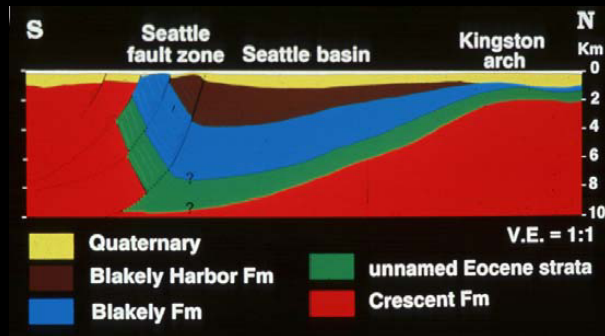 S
N
Seattle
fault zone
Seattle basin
Kingston
arch
Km
0
2
4
6
8
10
?
?
V.E. = 1:1
Quaternary
Blakely Harbor Fm
Blakely Fm
unnamed Eocene strata
Crescent Fm